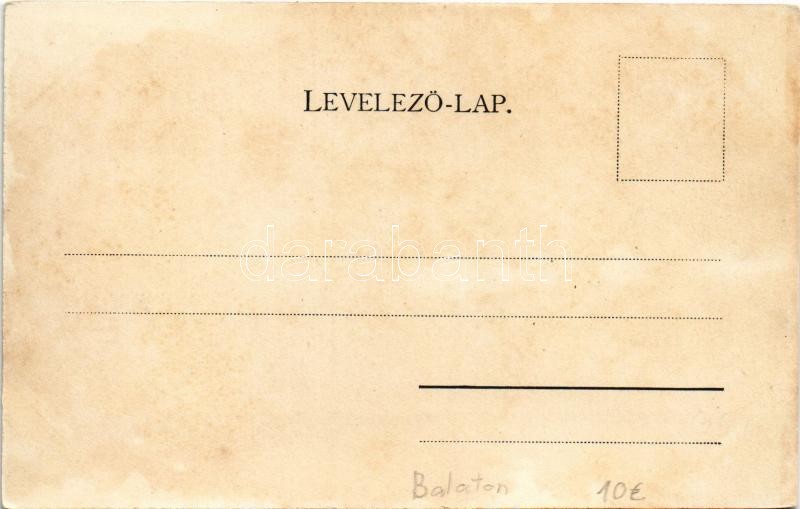 LEVELEZÖ-LAP.
darabanth
Balaton 10€